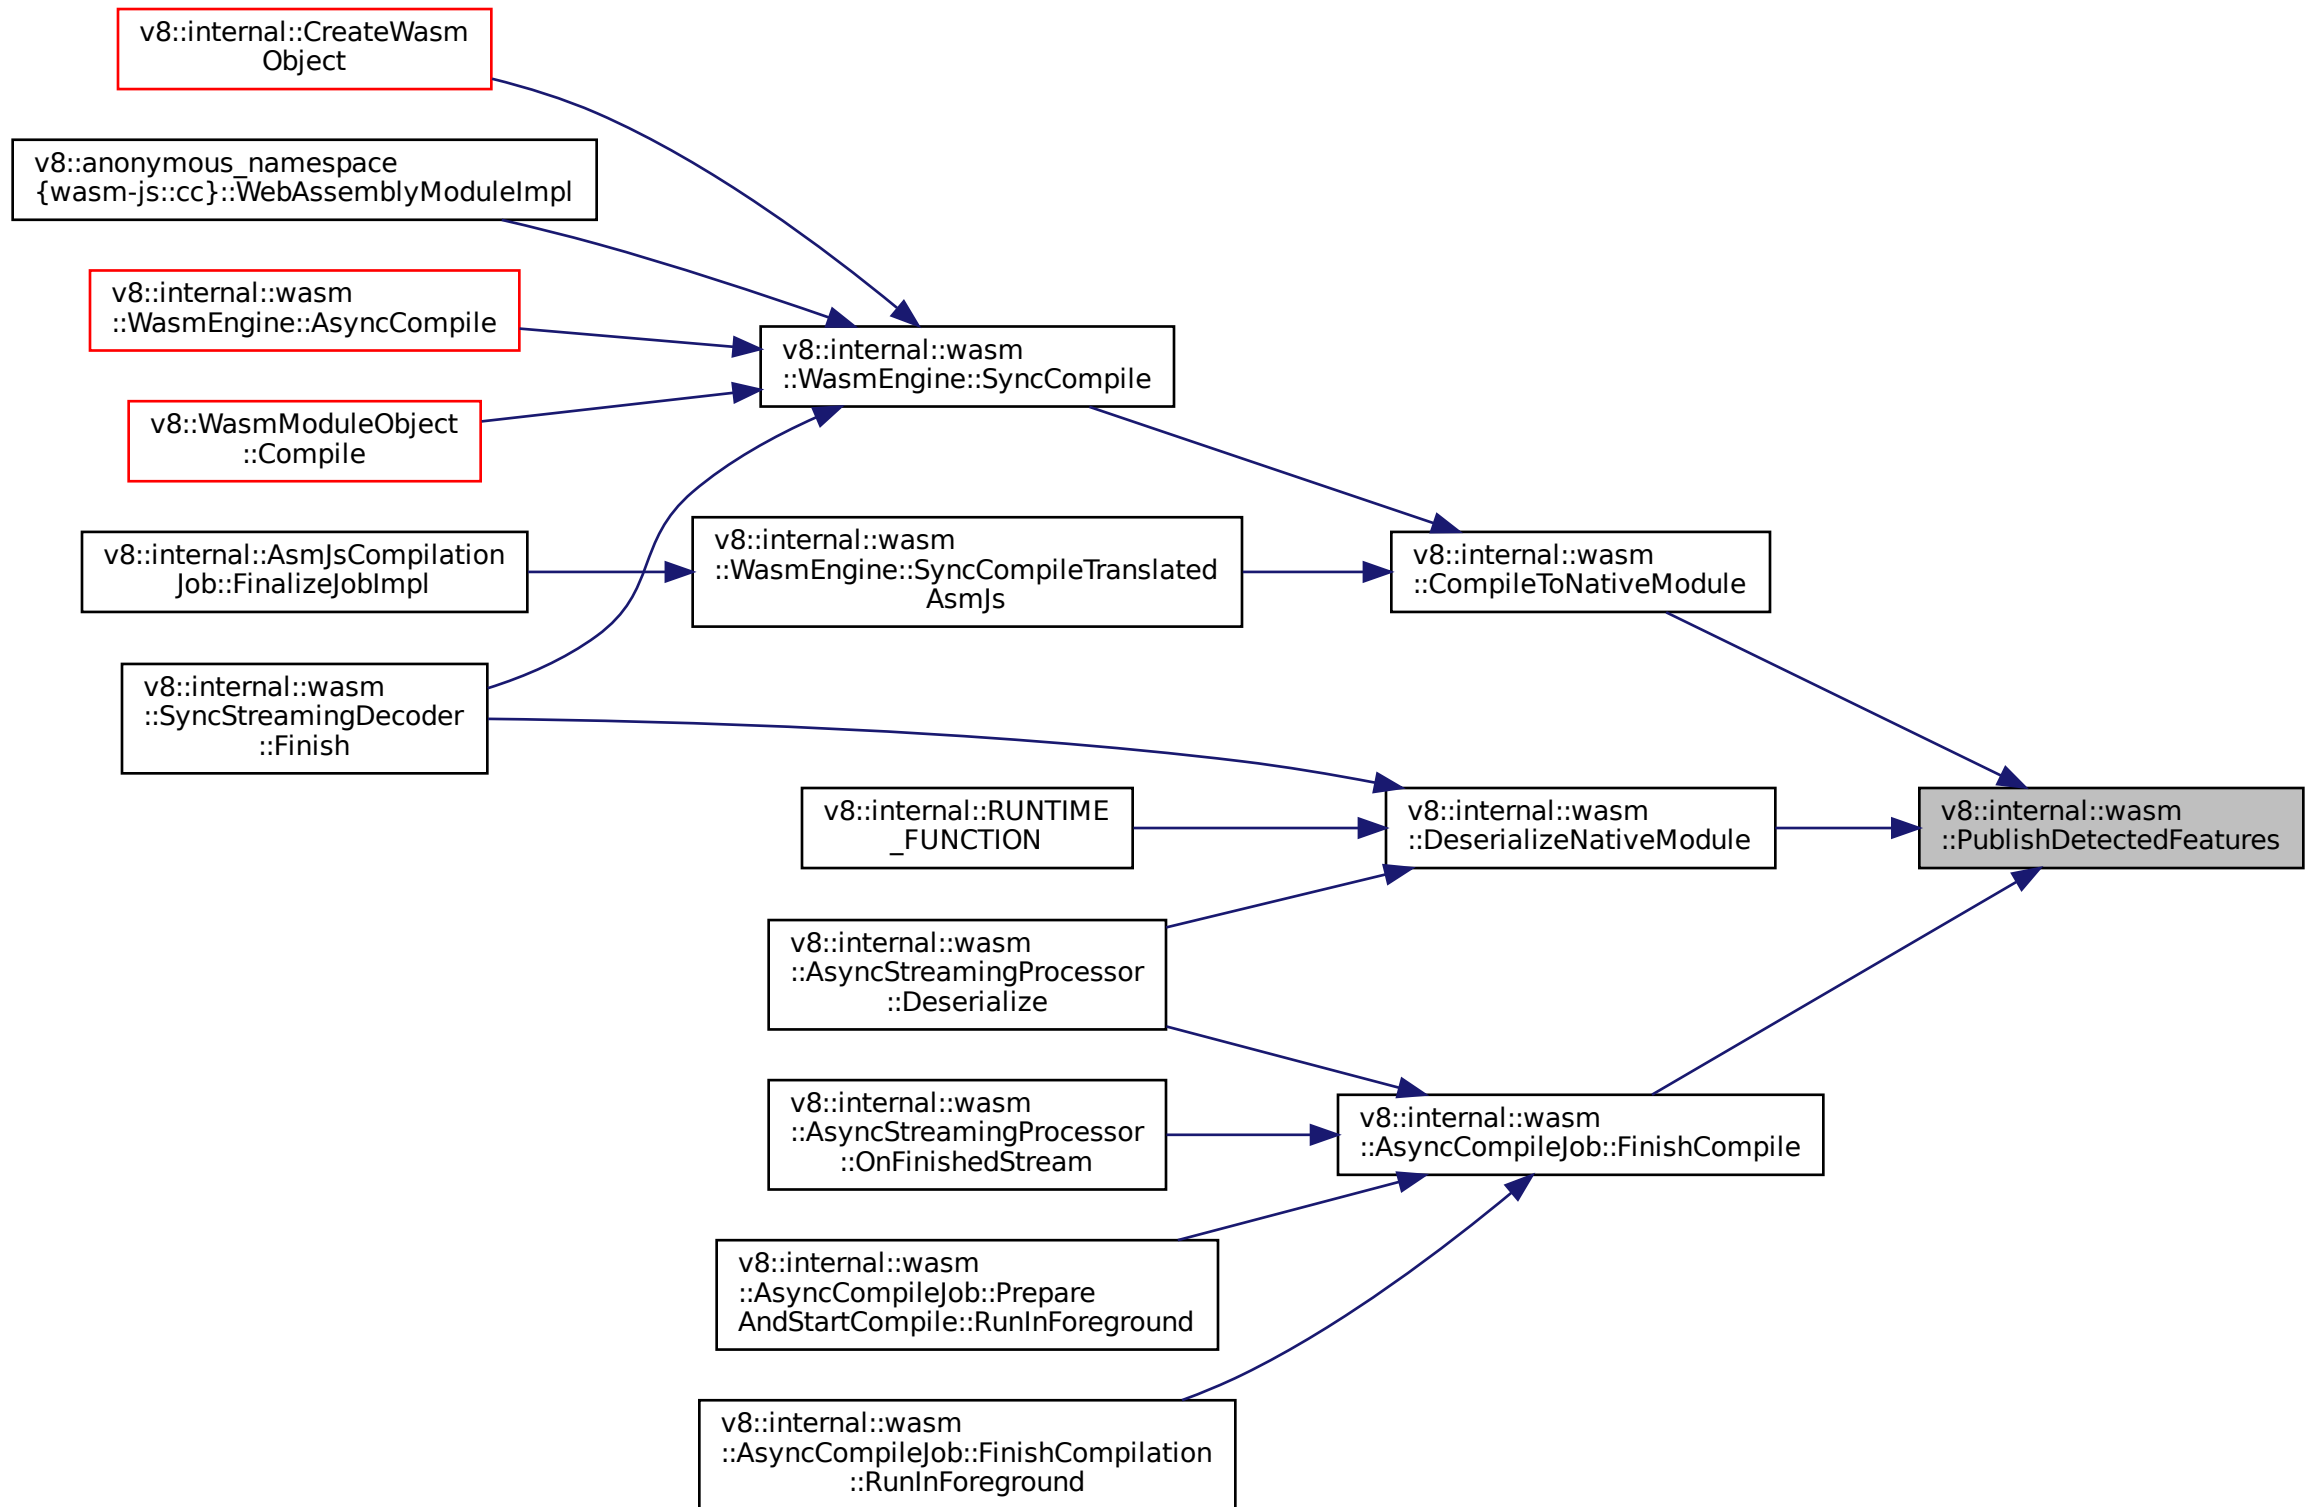 v8::internal::CreateWasm
Object
v8::anonymous_namespace
{wasm-js::cc}::WebAssemblyModuleImpl
v8::internal::wasm
::WasmEngine::AsyncCompile
v8::internal::wasm
::WasmEngine::SyncCompile
v8::WasmModuleObject
::Compile
v8::internal::AsmJsCompilation
Job::FinalizeJobImpl
v8::internal::wasm
::WasmEngine::SyncCompileTranslated
AsmJs
v8::internal::wasm
::CompileToNativeModule
v8::internal::wasm
::SyncStreamingDecoder
::Finish
v8::internal::RUNTIME
_FUNCTION
v8::internal::wasm
::DeserializeNativeModule
v8::internal::wasm
::PublishDetectedFeatures
v8::internal::wasm
::AsyncStreamingProcessor
::Deserialize
v8::internal::wasm
::AsyncStreamingProcessor
::OnFinishedStream
v8::internal::wasm
::AsyncCompileJob::FinishCompile
v8::internal::wasm
::AsyncCompileJob::Prepare
AndStartCompile::RunInForeground
v8::internal::wasm
::AsyncCompileJob::FinishCompilation
::RunInForeground